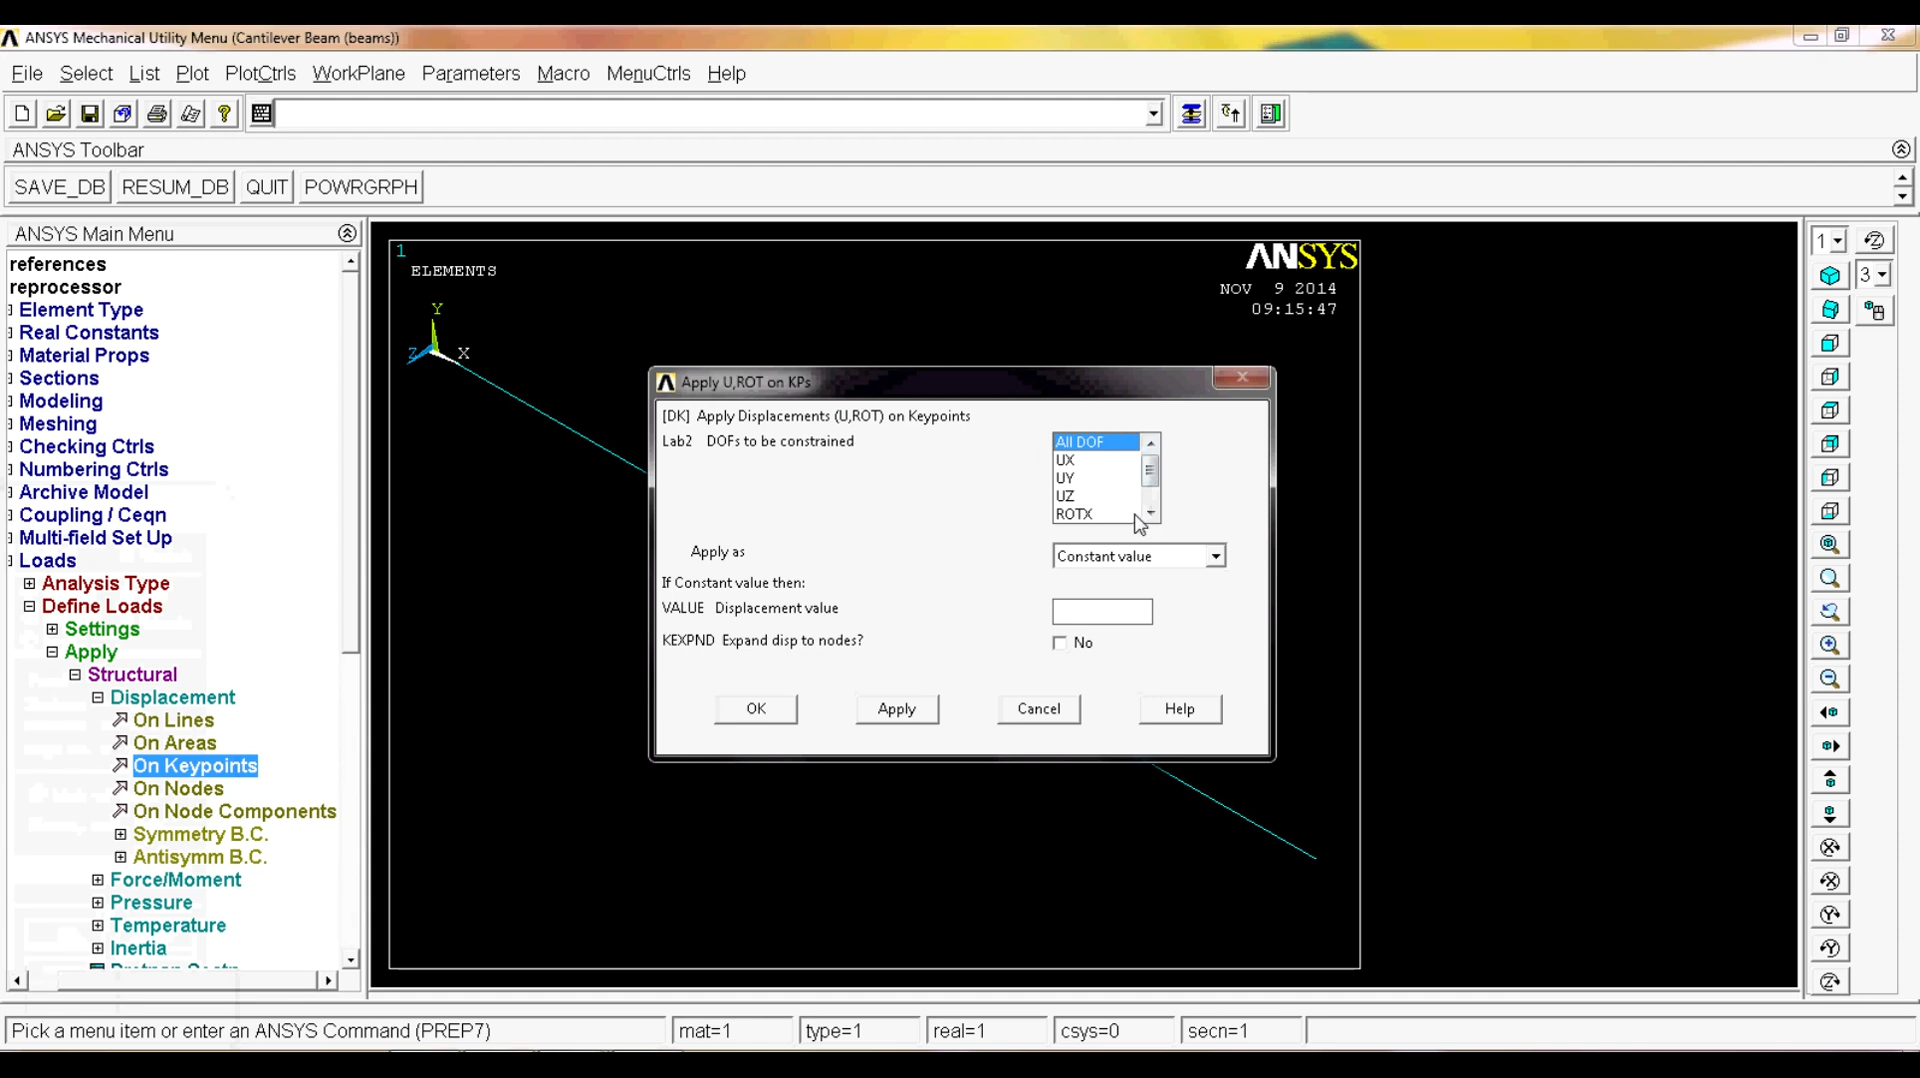 ANSYS Mechanical Utility Menu (Cantilever Beam (beams))
File Select List Plot PlotCtrls WorkPlane Parameters Macro MenuCtrls Help
ANSYS Toolbar
SAVE_DB RESUM_DB QUIT POWRGRPH
ANSYS Main Menu
references
reprocessor
Element Type
Real Constants
Material Props
Sections
Modeling
Meshing
Checking Ctrls
Numbering Ctrls
Archive Model
Coupling / Ceqn
Multi-field Set Up
Loads
Analysis Type
Define Loads
Settings
Apply
Structural
Displacement
On Lines
On Areas
On Keypoints
On Nodes
On Node Components
Symmetry B.C.
Antisymm B.C.
Force/Moment
Pressure
Temperature
Inertia
1
ELEMENTS
ANSYS
NOV 9 2014
09:15:47
Y
Z X
Apply U,ROT on KPs
[DK] Apply Displacements (U,ROT) on Keypoints
Lab2 DOFs to be constrained
All DOF
UX
UY
UZ
ROTX
Apply as
Constant value
If Constant value then:
VALUE Displacement value
KEXPND Expand disp to nodes?
No
OK Apply Cancel Help
1
3
Pick a menu item or enter an ANSYS Command (PREP7)
mat=1 type=1 real=1 csys=0 secn=1